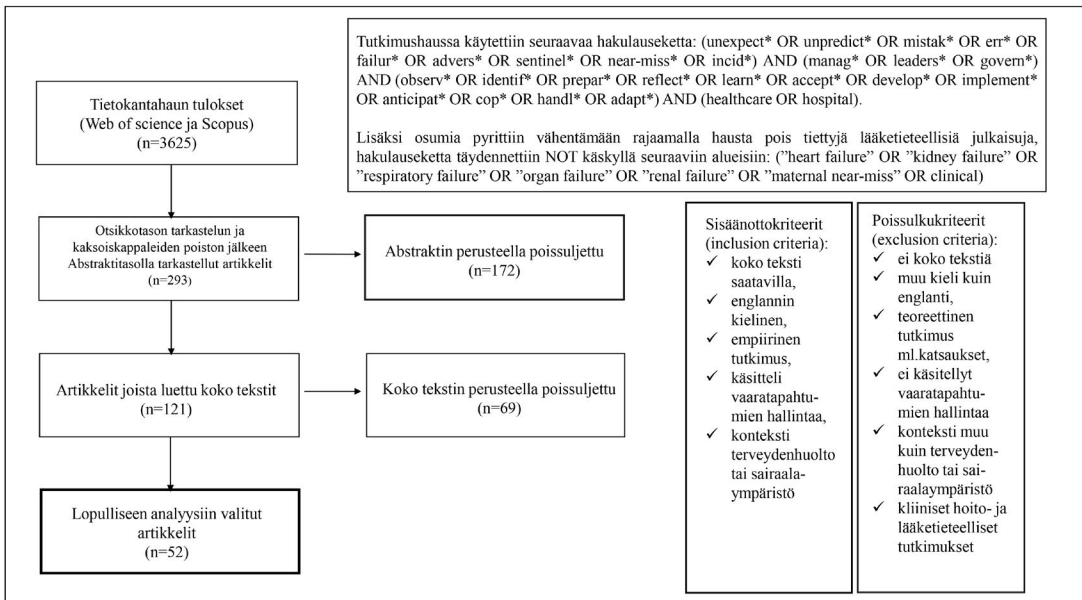 Tietokantahaun tulokset
(Web of science ja Scopus)
(n=3625)
Tutkimushaussa käytettiin seuraavaa hakulauseketta: (unexpect* OR unpredict* OR mistak* OR err* OR
failur* OR advers* OR sentinel* OR near-miss* OR incid*) AND (manag* OR leaders* OR govern*)
AND (observ* OR identif* OR prepar* OR reflect* OR learn* OR accept* OR develop* OR implement*
OR anticipat* OR cop* OR handl* OR adapt*) AND (healthcare OR hospital).
Lisäksi osumia pyrittiin vähentämään rajaamalla hausta pois tiettyjä lääketieteellisiä julkaisuja,
hakulauseketta täydennettiin NOT käskyllä seuraaviin alueisiin: (”heart failure” OR ”kidney failure” OR
”respiratory failure” OR ”organ failure” OR ”renal failure” OR ”maternal near-miss” OR clinical)
Otsikkotason tarkastelun ja
kaksoiskappaleiden poiston jälkeen
Abstraktitasolla tarkastellut artikkelit
(n=293)
Abstraktin perusteella poissuljettu
(n=172)
Artikkelit joista luettu koko tekstit
(n=121)
Koko tekstin perusteella poissuljettu
(n=69)
Lopulliseen analyysiin valitut
artikkelit
(n=52)
Sisäänottokriteerit
(inclusion criteria):
✓ koko teksti
saatavilla,
✓ englannin
kielinen,
✓ empiirinen
tutkimus,
✓ käsitteli
vaaratapahtu-
mien hallintaa,
✓ konteksti
terveydenhuolto
tai sairaala-
ympäristö
Poissulkukriteerit
(exclusion criteria):
✓ ei koko tekstiä
✓ muu kieli kuin
englanti,
✓ teoreettinen
tutkimus
ml.katsaukset,
✓ ei käsitellyt
vaaratapahtu-
mien hallintaa
✓ konteksti muu
kuin terveyden-
huolto tai sai-
raalaympäristö
✓ kliiniset hoito- ja
lääketieteelliset
tutkimukset